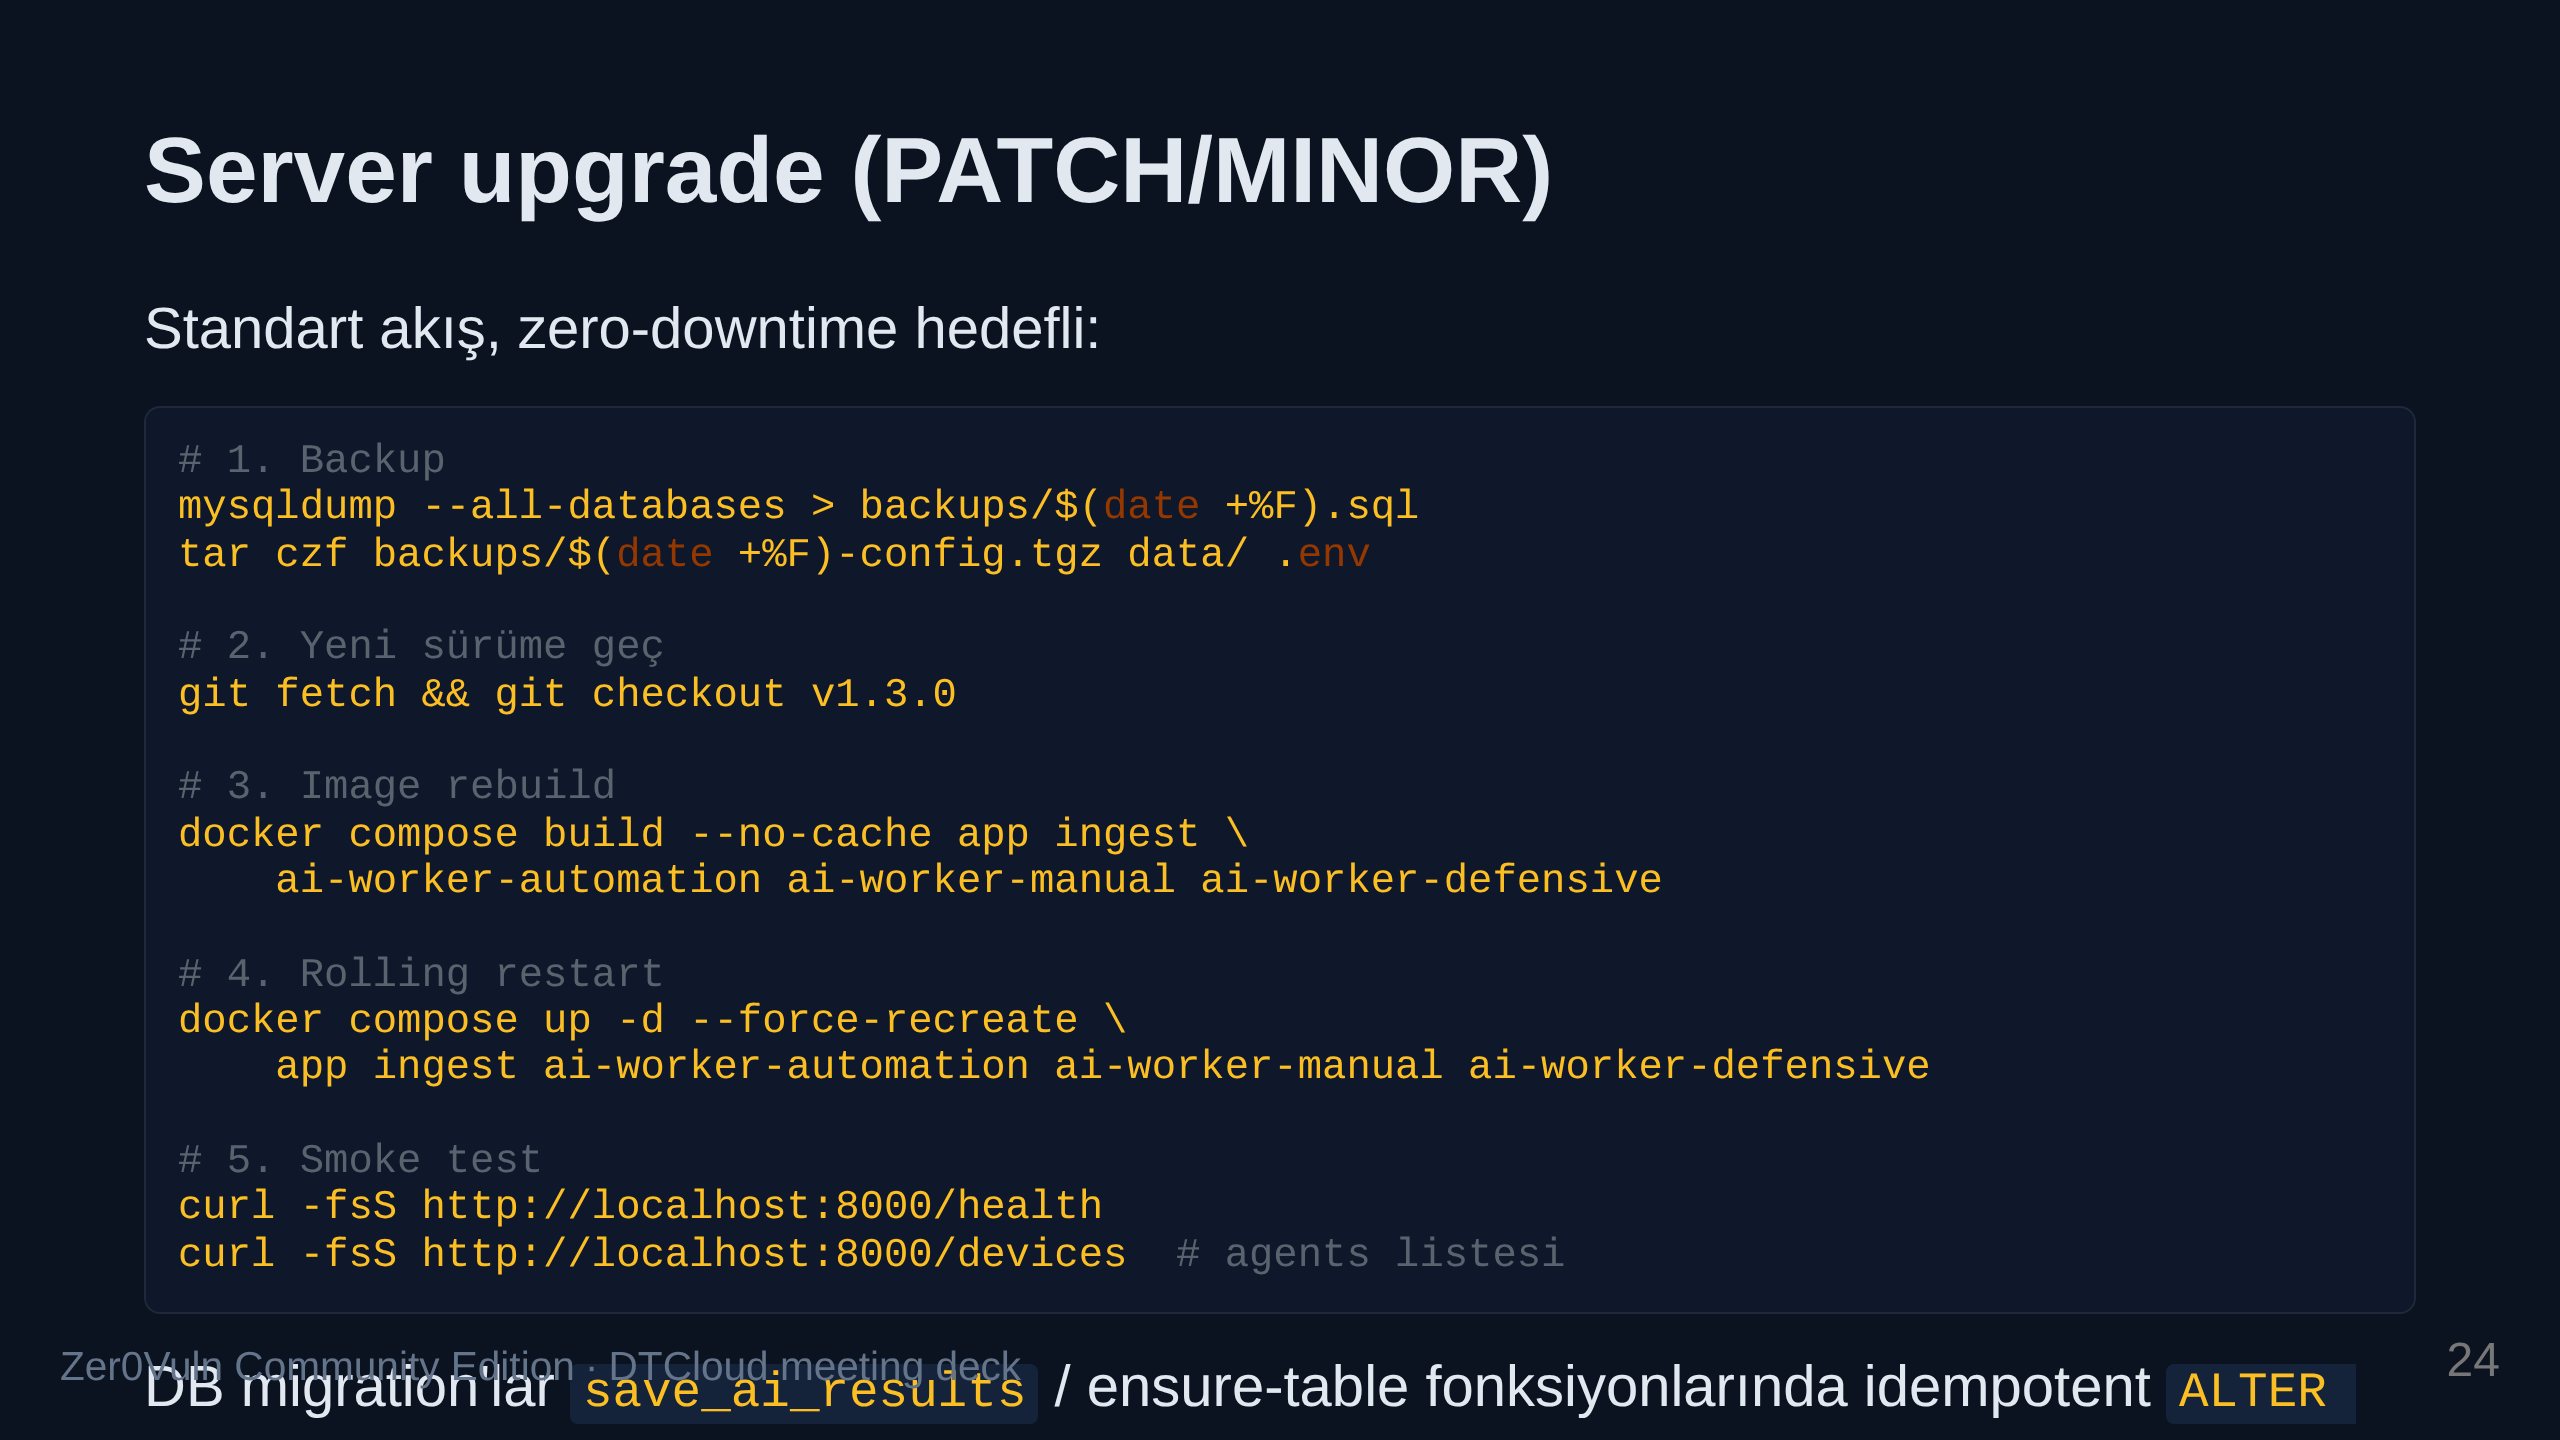 Server upgrade (PATCH/MINOR)
Standart akış, zero-downtime hedefli:
# 1. Backup
mysqldump --all-databases > backups/$(date +%F).sql
tar czf backups/$(date +%F)-config.tgz data/ .env
# 2. Yeni sürüme geç
git fetch && git checkout v1.3.0
# 3. Image rebuild
docker compose build --no-cache app ingest \
    ai-worker-automation ai-worker-manual ai-worker-defensive
# 4. Rolling restart
docker compose up -d --force-recreate \
    app ingest ai-worker-automation ai-worker-manual ai-worker-defensive
# 5. Smoke test
curl -fsS http://localhost:8000/health
curl -fsS http://localhost:8000/devices  # agents listesi
DB migration'lar save_ai_results / ensure-table fonksiyonlarında idempotent ALTER
Zer0Vuln Community Edition · DTCloud meeting deck
24